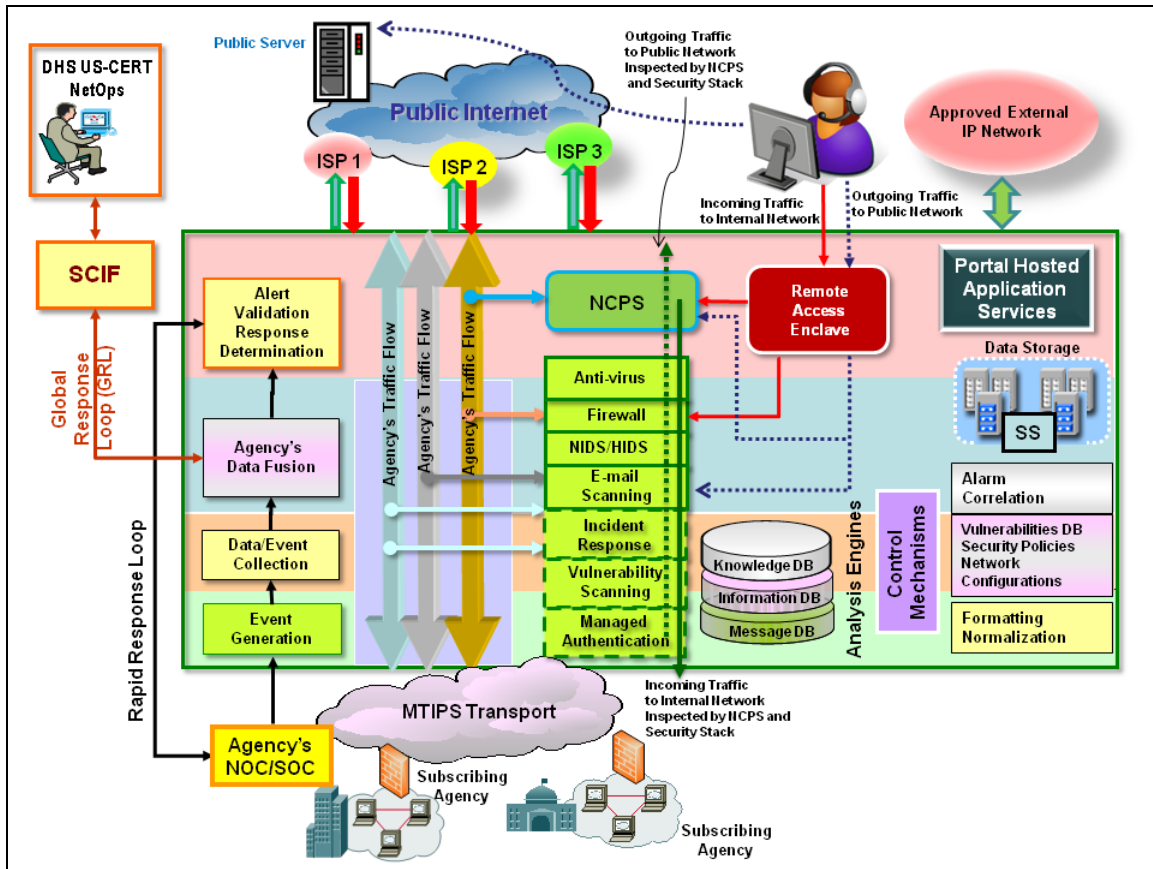 Public Server
DHS US-CERT
NetOps
Public Internet
Outgoing Traffic
to Public Network
Inspected by NCPS
and Security Stack
Approved External
IP Network
ISP 1
ISP 2
ISP 3
Incoming Traffic
to Internal Network
Outgoing Traffic
to Public Network
SCIF
Alert
Validation
Response
Determination
Agency's Traffic Flow
Agency's Traffic Flow
Agency's Traffic Flow
NCPS
Remote
Access
Enclave
Portal Hosted
Application
Services
Data Storage
SS
Global
Response
Loop (GRL)
Agency's
Data Fusion
Anti-virus
Firewall
NIDS/HIDS
E-mail
Scanning
Incident
Response
Vulnerability
Scanning
Managed
Authentication
Data/Event
Collection
Event
Generation
Rapid Response Loop
Knowledge DB
Information DB
Message DB
Analysis Engines
Control
Mechanisms
Alarm
Correlation
Vulnerabilities DB
Security Policies
Network
Configurations
Formatting
Normalization
MTIPS Transport
Incoming Traffic
to Internal Network
Inspected by NCPS and
Security Stack
Agency's
NOC/SOC
Subscribing
Agency
Subscribing
Agency